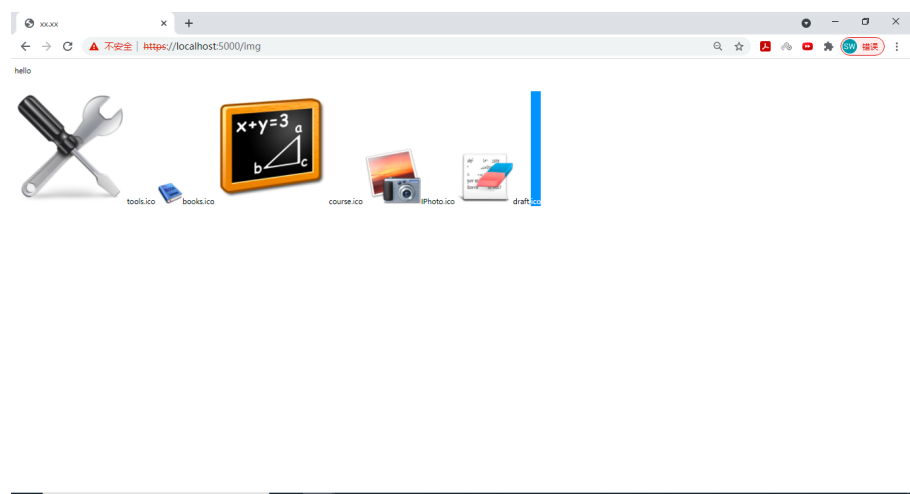 xx.xx
不安全 https://localhost:5000/img
SW 错误
hello
x+y=3
a
b
c
tools.ico books.ico course.ico IPhoto.ico draft.ico